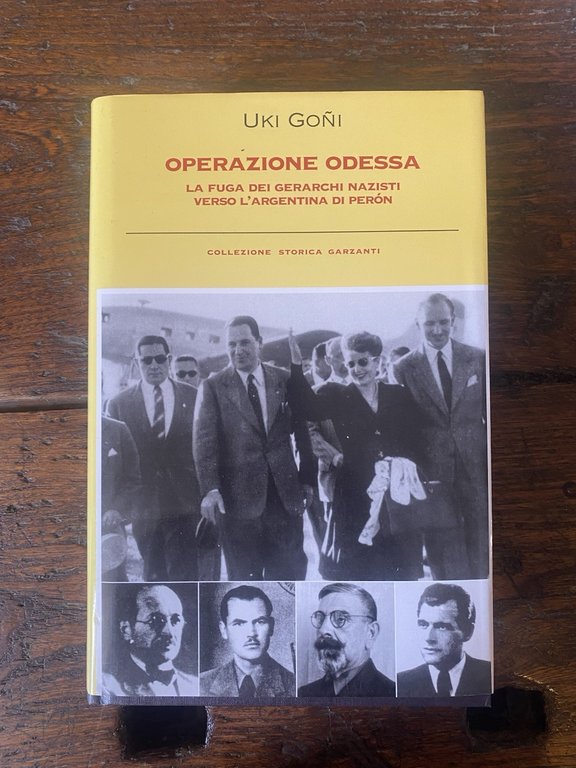 UKI GOÑI
OPERAZIONE ODESSA
LA FUGA DEI GERARCHI NAZISTI
VERSO L'ARGENTINA DI PERÓN
COLLEZIONE STORICA GARZANTI